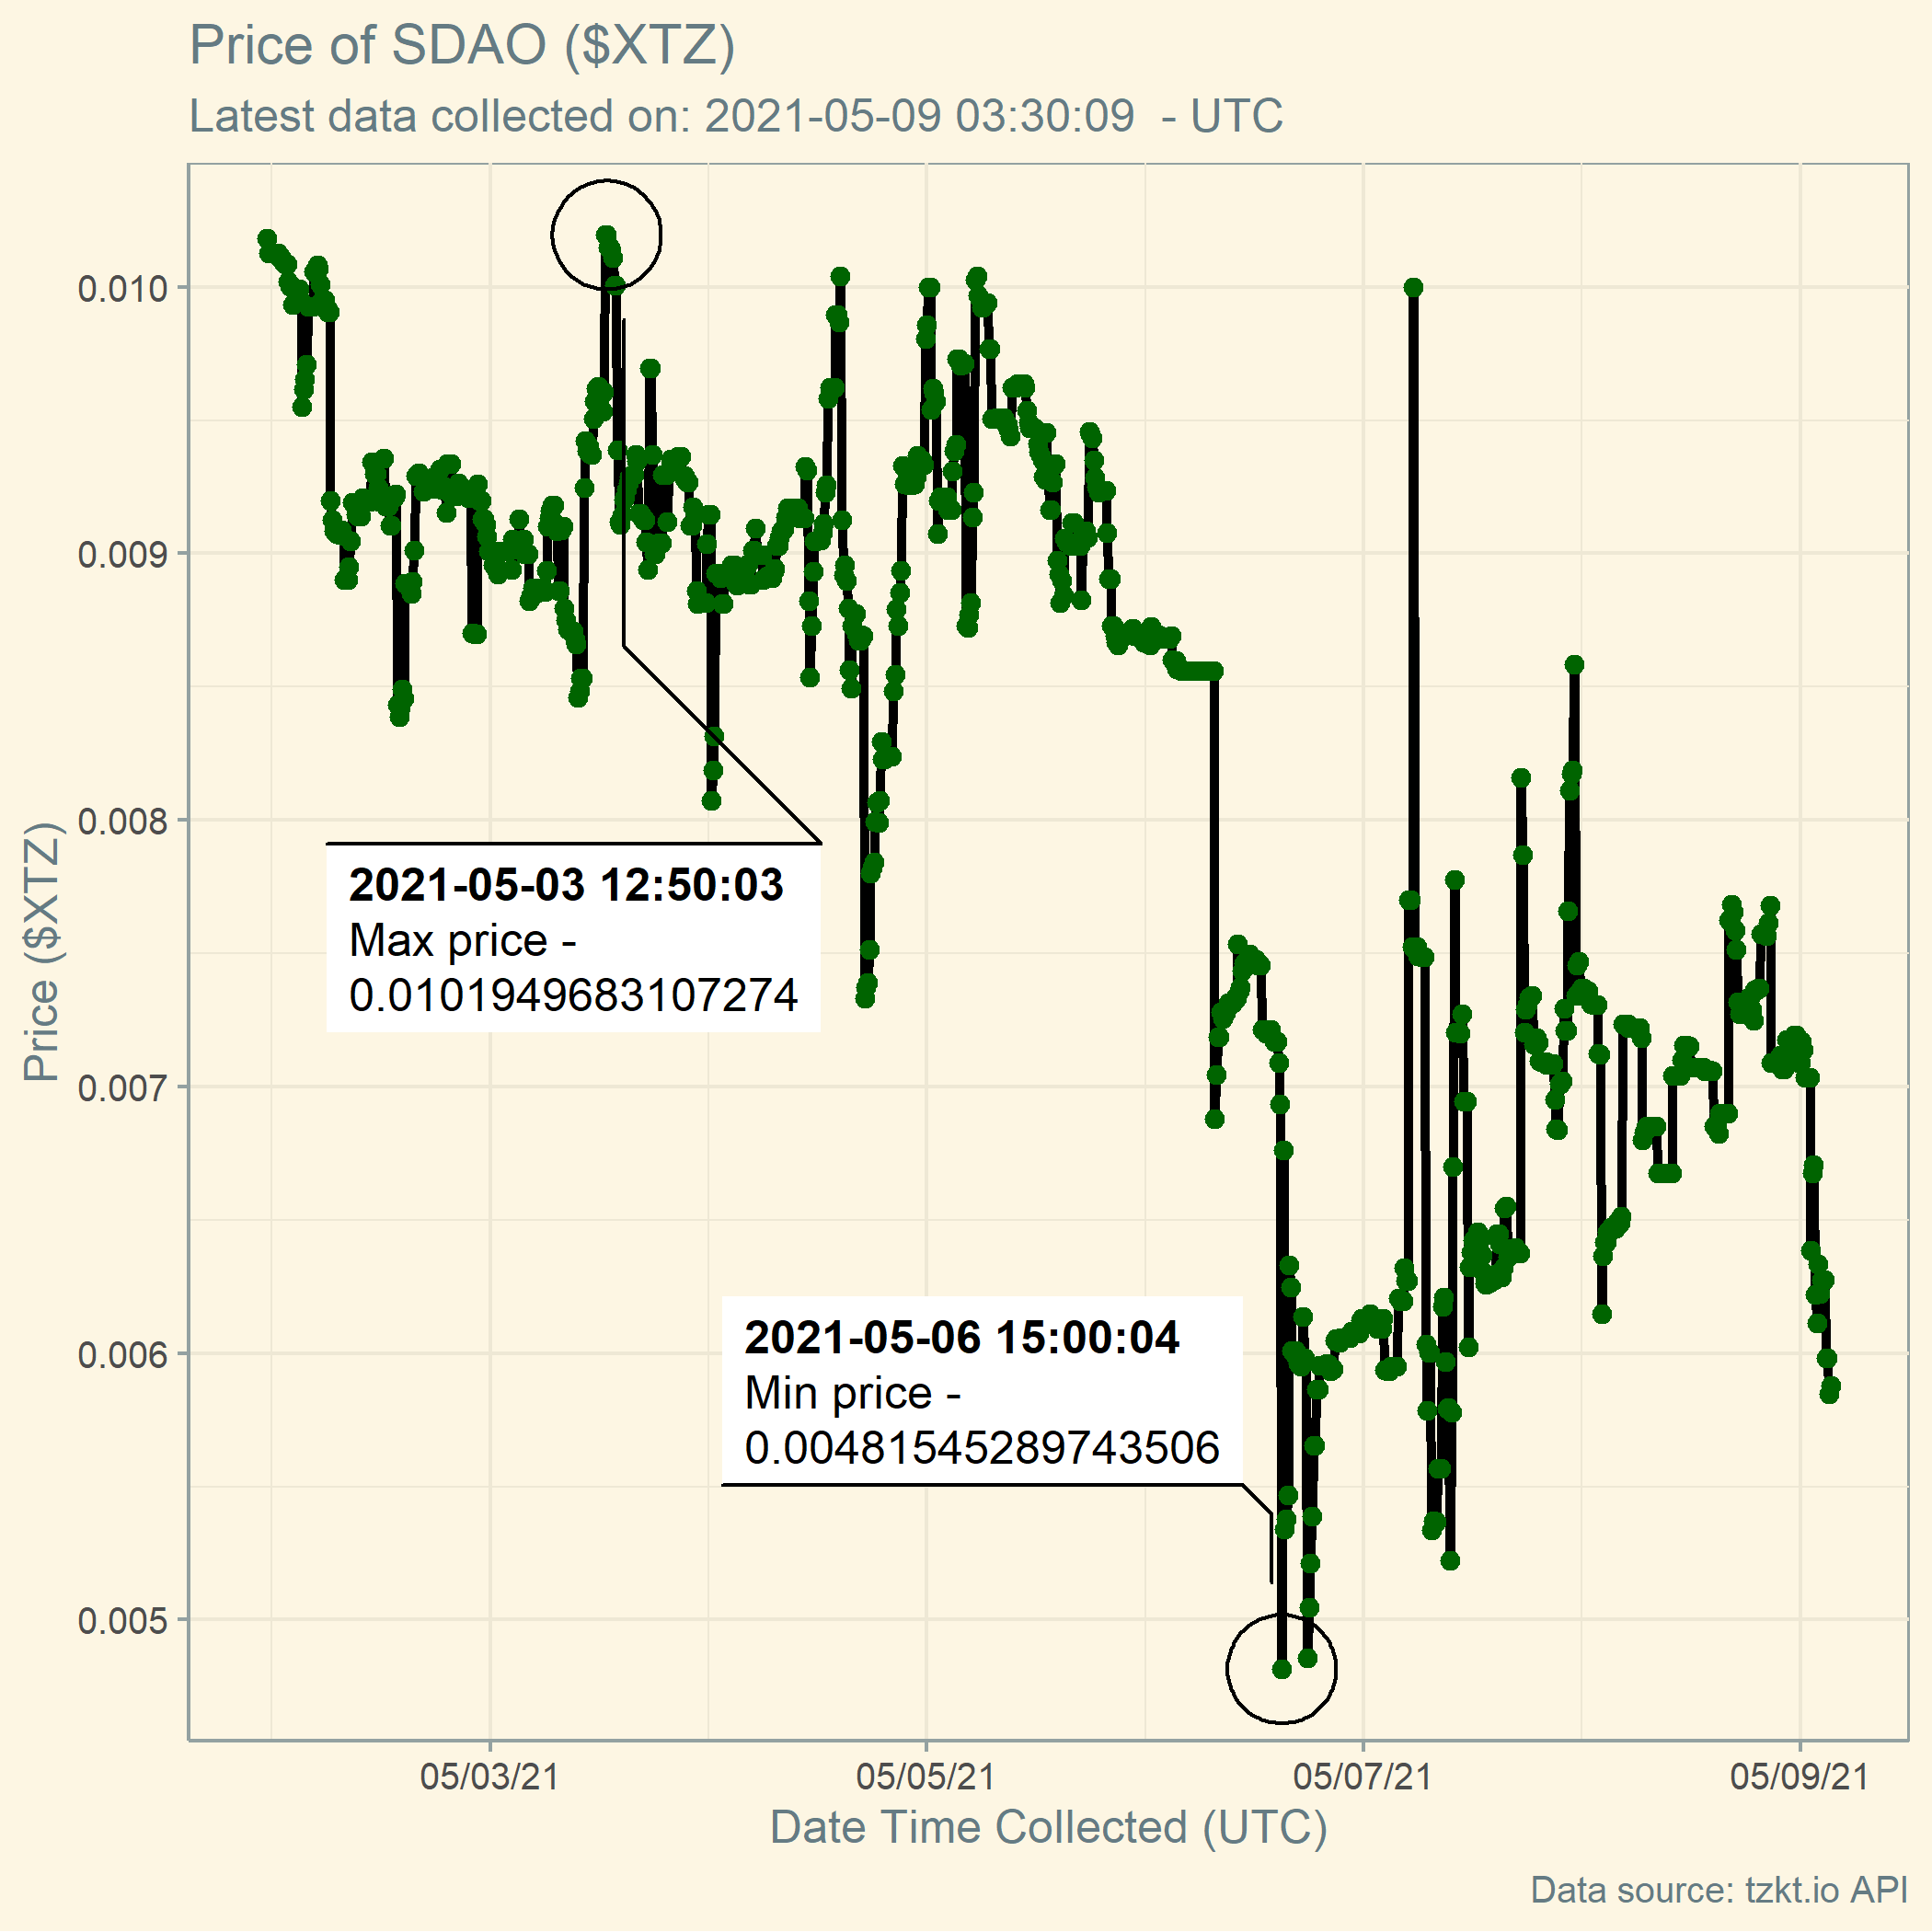 Price of SDAO ($XTZ)
Latest data collected on: 2021-05-09 03:30:09  - UTC
Price ($XTZ)
0.010
0.009
0.008
0.007
0.006
0.005
2021-05-03 12:50:03
Max price -
0.0101949683107274
2021-05-06 15:00:04
Min price -
0.00481545289743506
05/03/21
05/05/21
05/07/21
05/09/21
Date Time Collected (UTC)
Data source: tzkt.io API